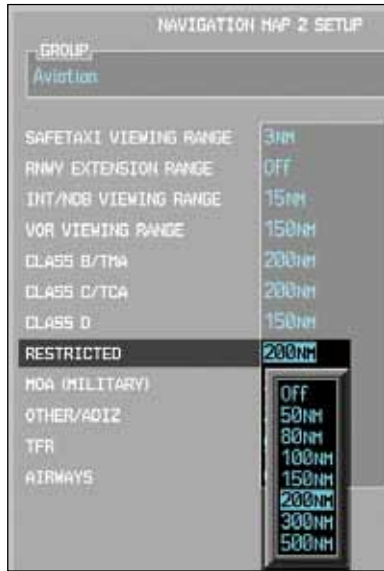 NAVIGATION MAP 2 SETUP
GROUP
Aviation
SAFETAXI VIEWING RANGE 3NM
RNWY EXTENSION RANGE Off
INT/NDB VIEWING RANGE 15NM
VOR VIEWING RANGE 150NM
CLASS B/TMA 200NM
CLASS C/TCA 200NM
CLASS D 150NM
RESTRICTED 200NM
MOA (MILITARY)
OTHER/ADIZ
TFR
AIRWAYS
Off
50NM
80NM
100NM
150NM
200NM
300NM
500NM